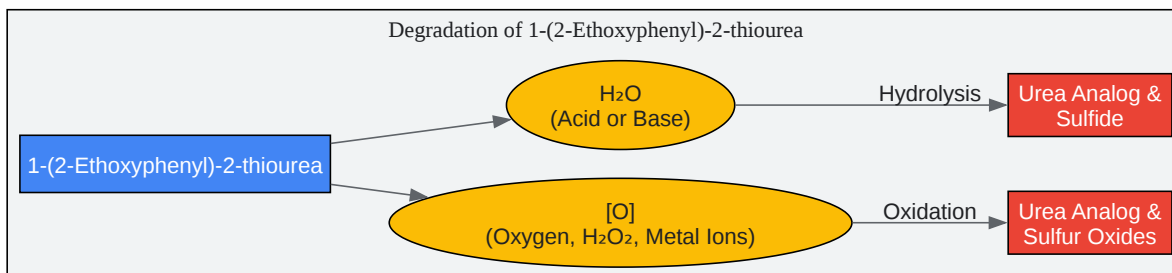 Degradation of 1-(2-Ethoxyphenyl)-2-thiourea
1-(2-Ethoxyphenyl)-2-thiourea
H₂O
(Acid or Base)
Hydrolysis
Urea Analog &
Sulfide
[O]
(Oxygen, H₂O₂, Metal Ions)
Oxidation
Urea Analog &
Sulfur Oxides